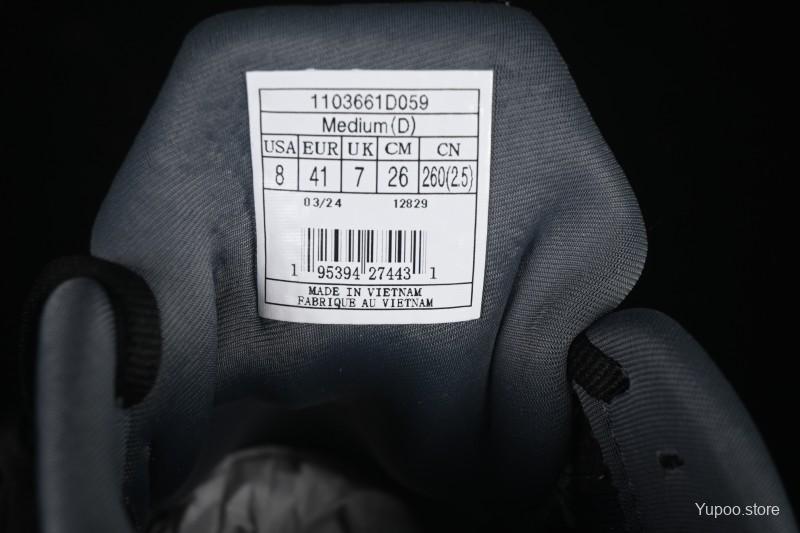 1103661D059
Medium(D)
USA EUR UK CM CN
8 41 7 26 260(2.5)
03/24 12829
1 95394 27443 1
MADE IN VIETNAM
FABRIQUE AU VIETNAM
Yupoo.store